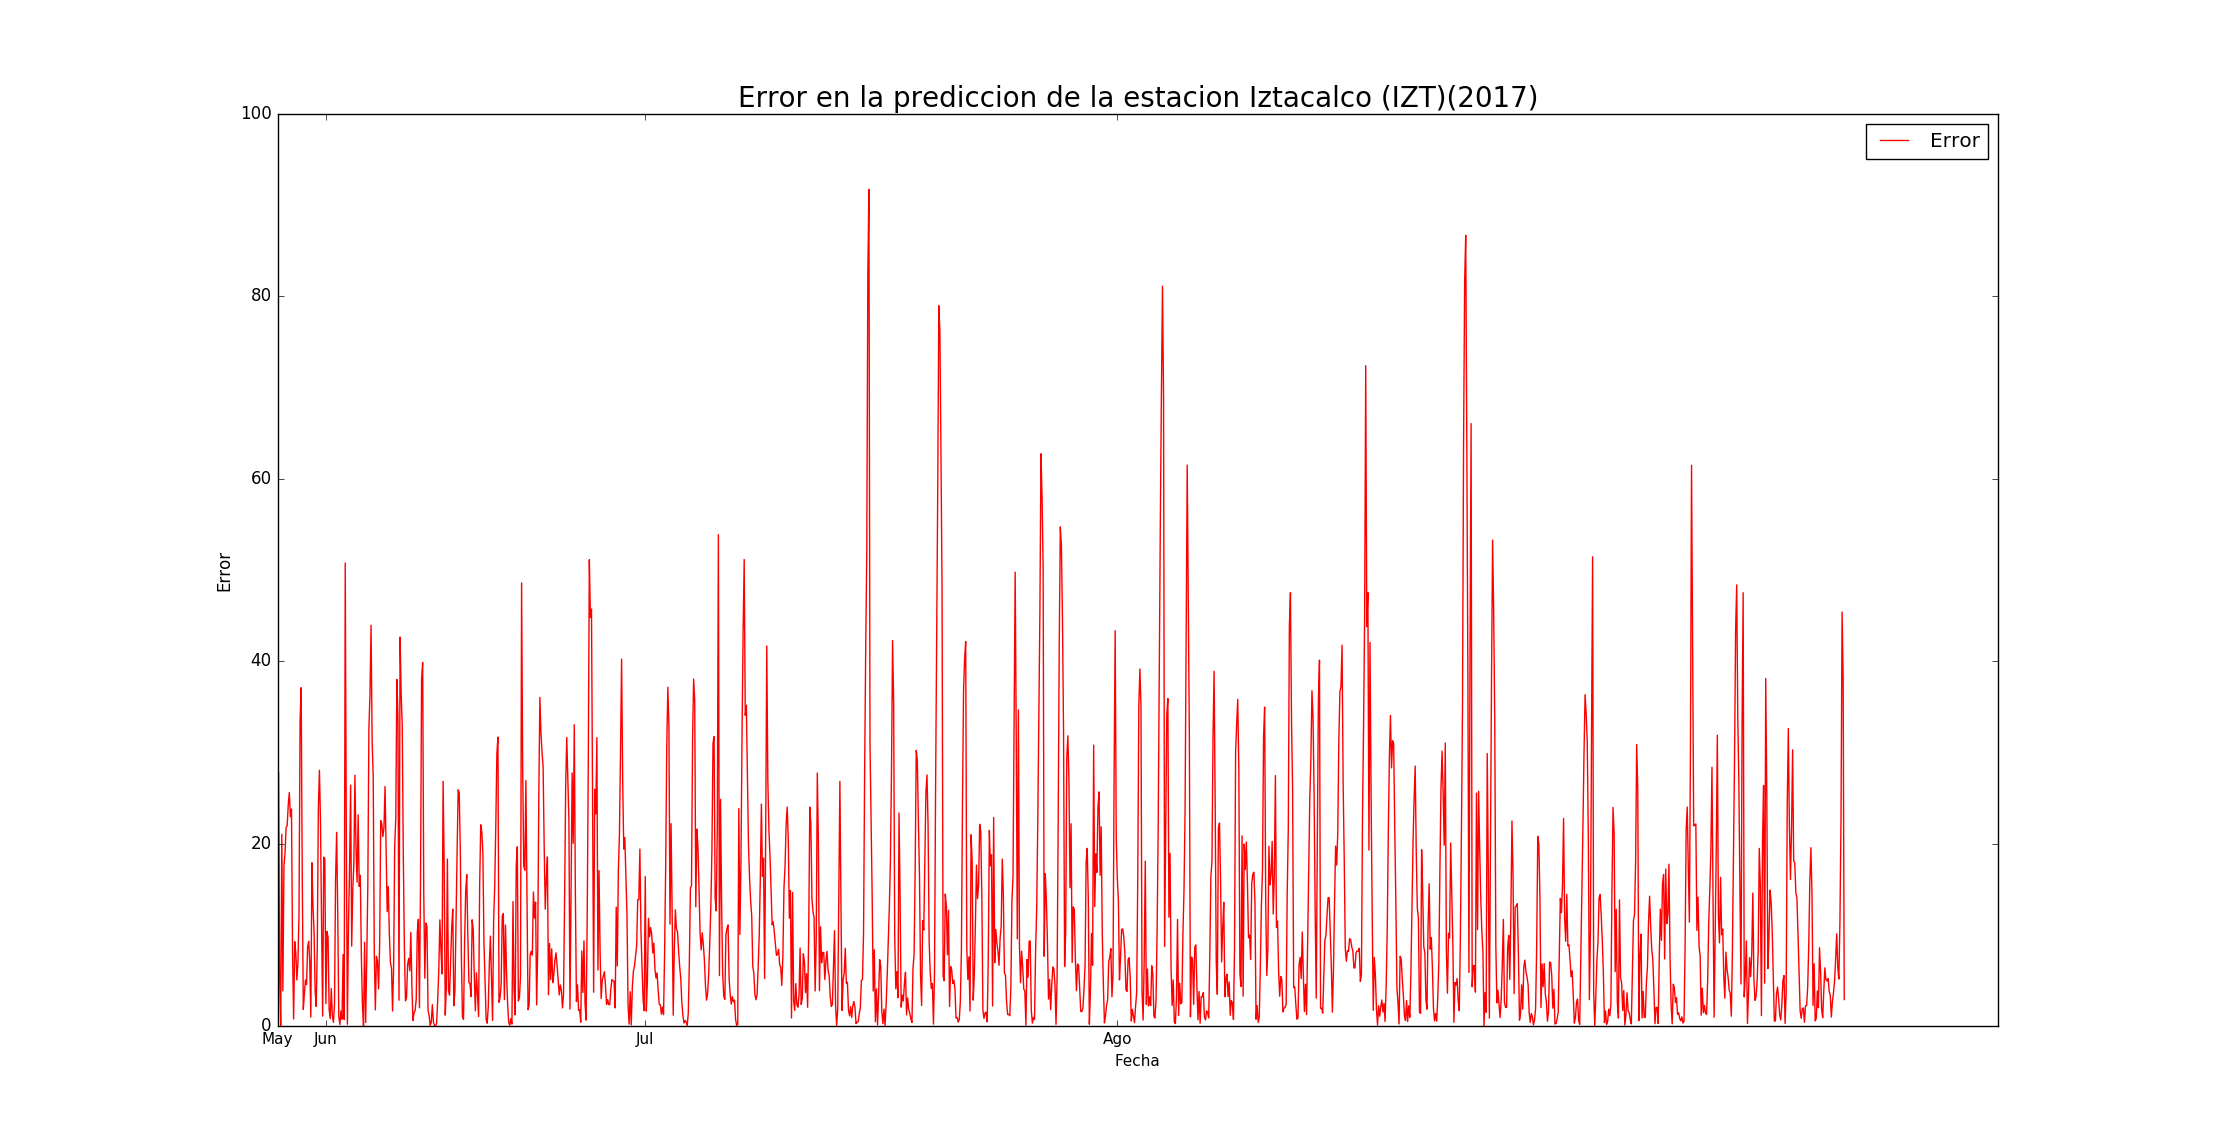 Error en la prediccion de la estacion Iztacalco (IZT)(2017)
100
Error
80
60
Error
40
20
0
May Jun Jul Ago
Fecha